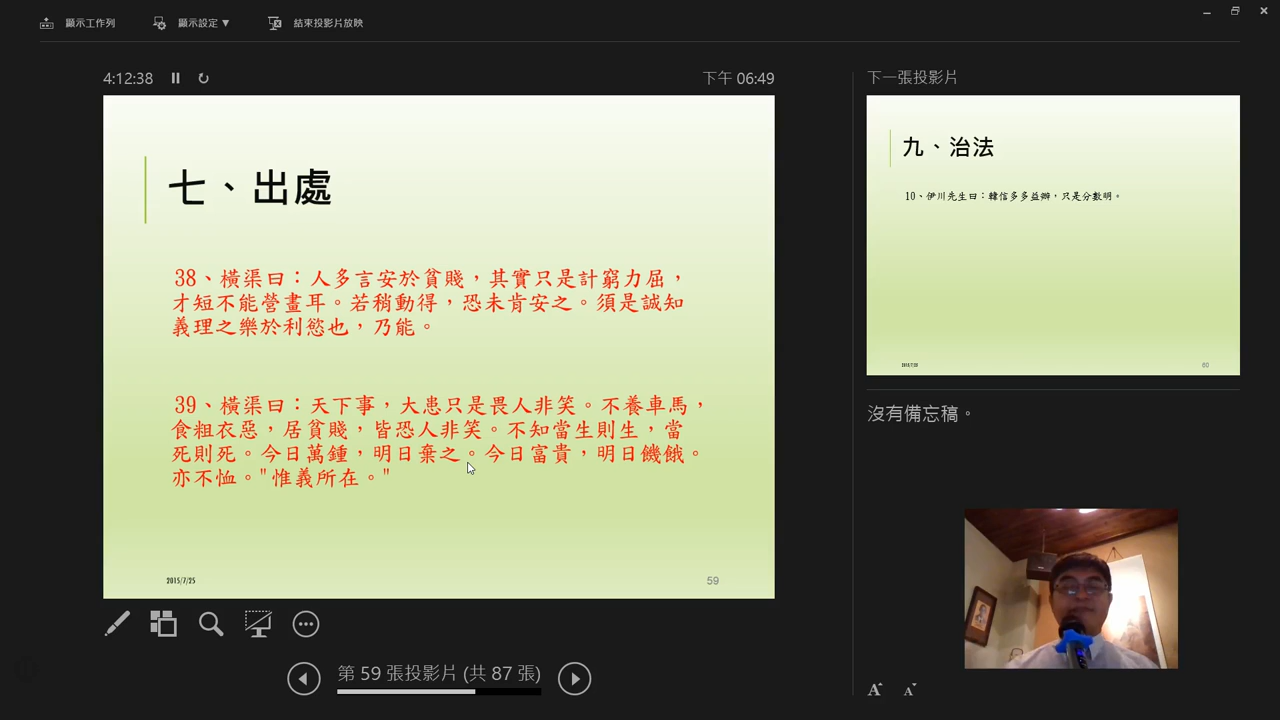 顯示工作列
顯示設定▼
結束投影片放映
4:12:38
下午 06:49
七、出處
38、橫渠曰：人多言安於貧賤，其實只是計窮力屈，
才短不能營畫耳。若稍動得，恐未肯安之。須是誠知
義理之樂於利慾也，乃能。
39、橫渠曰：天下事，大患只是畏人非笑。不養車馬，
食粗衣惡，居貧賤，皆恐人非笑。不知當生則生，當
死則死。今日萬鍾，明日棄之。今日富貴，明日饑餓。
亦不恤。"惟義所在。"
2015/7/25
59
第 59 張投影片 (共 87 張)
下一張投影片
九、治法
10、伊川先生曰：韓信多多益辦，只是分數明。
2015/7/25
60
沒有備忘稿。
A
A